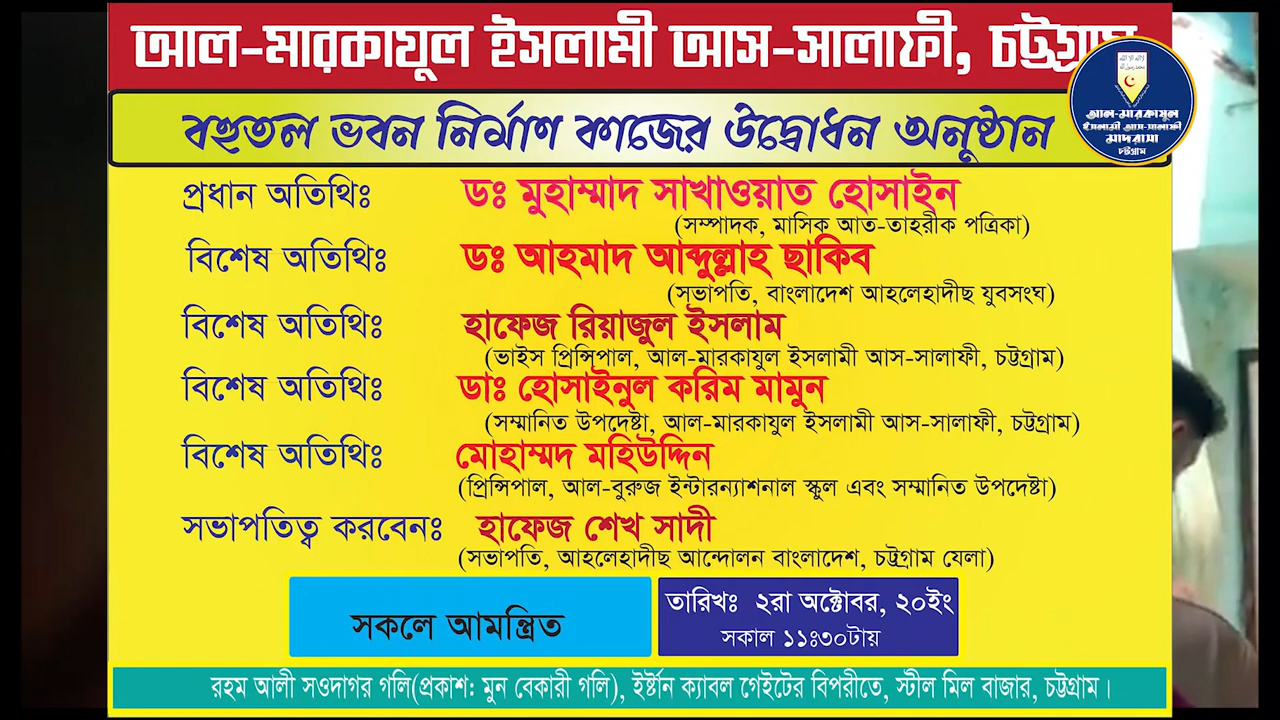 আল-মারকাযুল ইসলামী আস-সালাফী, চট্টগ্রাম
বহুতল ভবন নির্মাণ কাজের উদ্বোধন অনুষ্ঠান
আল-মারকাযুল
ইসলামী আস-সালাফী
মাদরাসা
চট্টগ্রাম
প্রধান অতিথিঃ ডঃ মুহাম্মাদ সাখাওয়াত হোসাইন
(সম্পাদক, মাসিক আত-তাহরীক পত্রিকা)
বিশেষ অতিথিঃ ডঃ আহমাদ আব্দুল্লাহ ছাকিব
(সভাপতি, বাংলাদেশ আহলেহাদীছ যুবসংঘ)
বিশেষ অতিথিঃ হাফেজ রিয়াজুল ইসলাম
(ভাইস প্রিন্সিপাল, আল-মারকাযুল ইসলামী আস-সালাফী, চট্টগ্রাম)
বিশেষ অতিথিঃ ডাঃ হোসাইনুল করিম মামুন
(সম্মানিত উপদেষ্টা, আল-মারকাযুল ইসলামী আস-সালাফী, চট্টগ্রাম)
বিশেষ অতিথিঃ মোহাম্মদ মহিউদ্দিন
(প্রিন্সিপাল, আল-বুরুজ ইন্টারন্যাশনাল স্কুল এবং সম্মানিত উপদেষ্টা)
সভাপতিত্ব করবেনঃ হাফেজ শেখ সাদী
(সভাপতি, আহলেহাদীছ আন্দোলন বাংলাদেশ, চট্টগ্রাম যেলা)
সকলে আমন্ত্রিত
তারিখঃ ২রা অক্টোবর, ২০ইং
সকাল ১১ঃ৩০টায়
রহম আলী সওদাগর গলি(প্রকাশ: মুন বেকারী গলি), ইর্ষ্টান ক্যাবল গেইটের বিপরীতে, স্টীল মিল বাজার, চট্টগ্রাম।